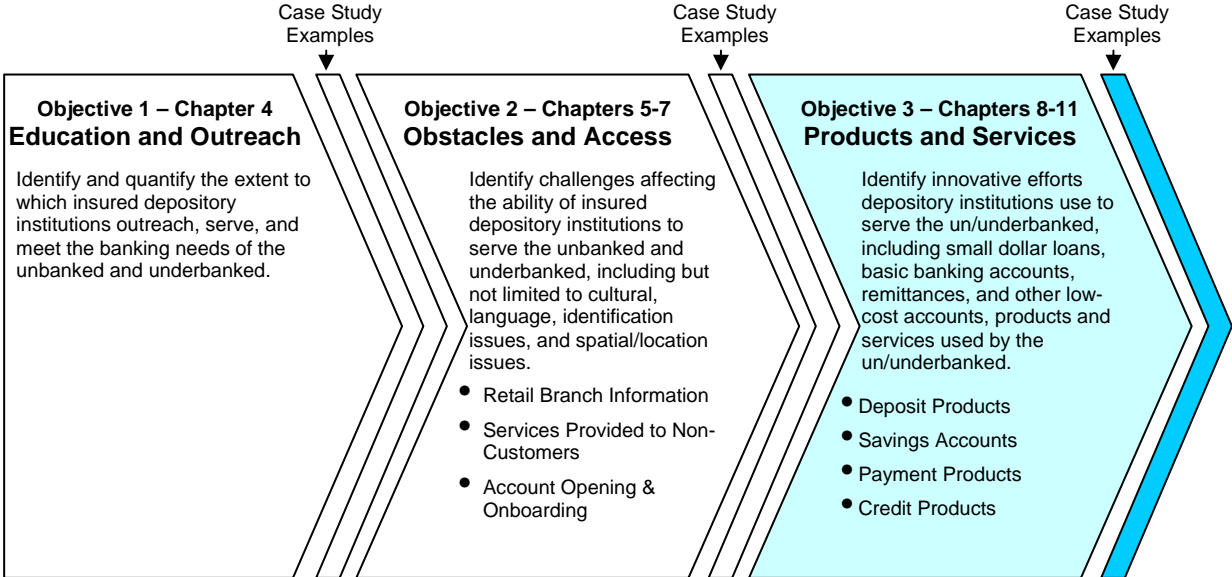 Case Study
Examples
Case Study
Examples
Case Study
Examples
Objective 1 – Chapter 4
Education and Outreach
Identify and quantify the extent to
which insured depository
institutions outreach, serve, and
meet the banking needs of the
unbanked and underbanked.
Objective 2 – Chapters 5-7
Obstacles and Access
Identify challenges affecting
the ability of insured
depository institutions to
serve the unbanked and
underbanked, including but
not limited to cultural,
language, identification
issues, and spatial/location
issues.
• Retail Branch Information
• Services Provided to Non-
Customers
• Account Opening &
Onboarding
Objective 3 – Chapters 8-11
Products and Services
Identify innovative efforts
depository institutions use to
serve the un/underbanked,
including small dollar loans,
basic banking accounts,
remittances, and other low-
cost accounts, products and
services used by the
un/underbanked.
• Deposit Products
• Savings Accounts
• Payment Products
• Credit Products